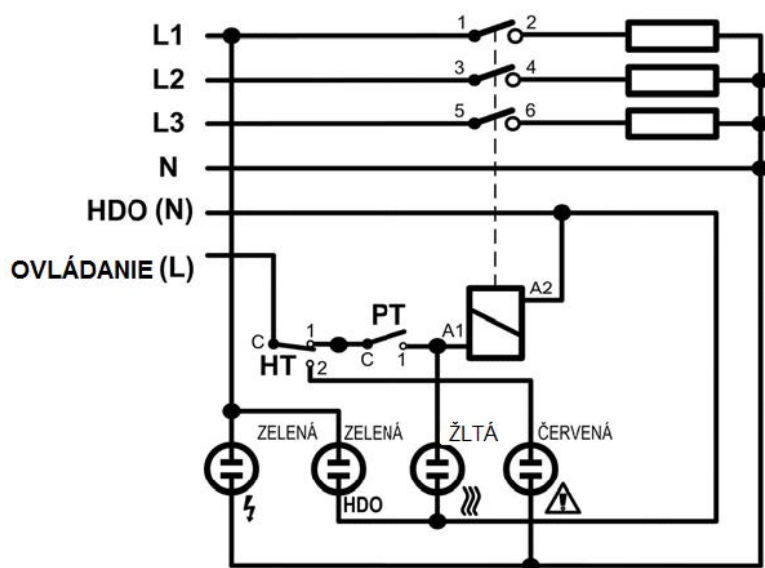 L1 1 2
L2 3 4
L3 5 6
N
HDO (N)
OVLÁDANIE (L)
A2
C 1 PT A1
HT 2 C 1
ZELENÁ ZELENÁ ŽLTÁ ČERVENÁ
HDO